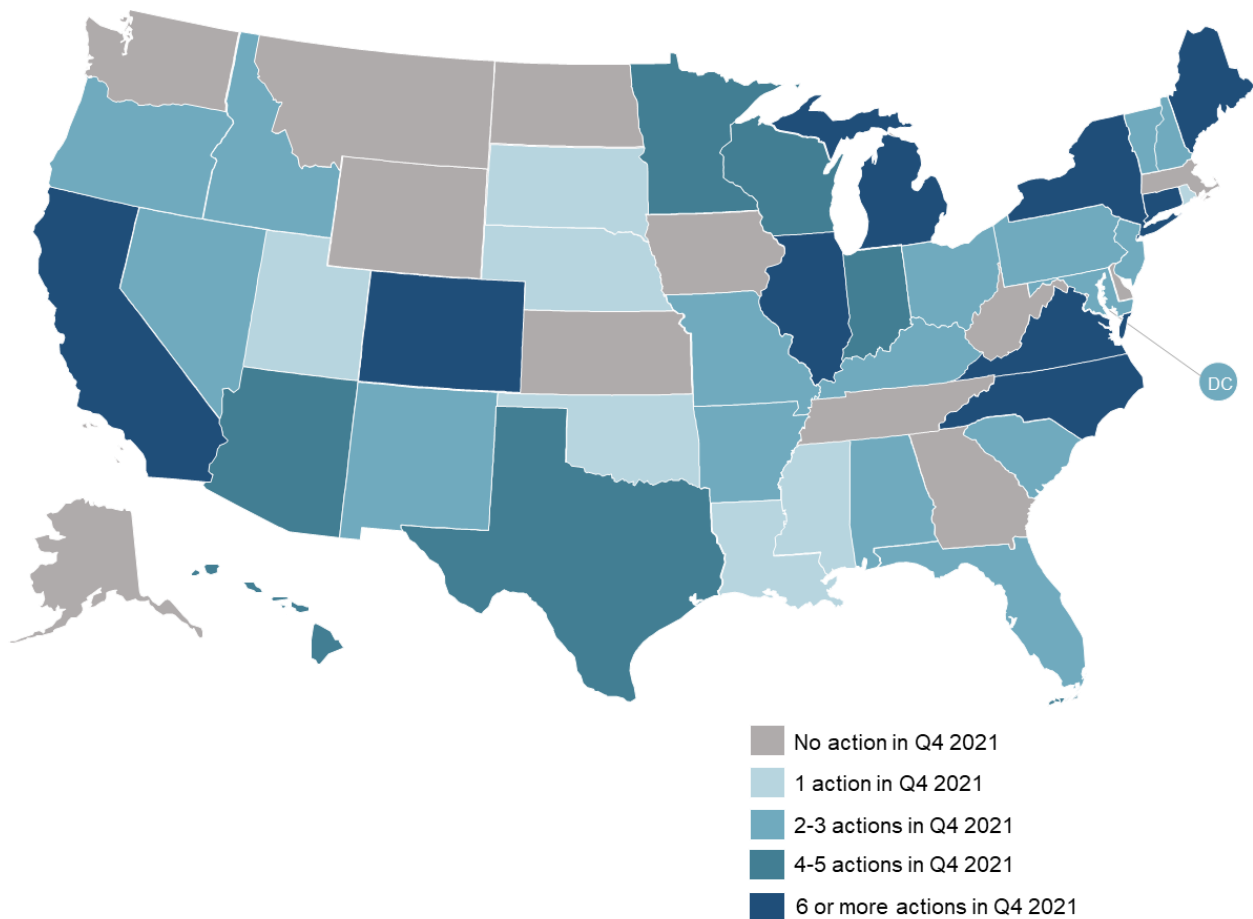 DC
No action in Q4 2021
1 action in Q4 2021
2-3 actions in Q4 2021
4-5 actions in Q4 2021
6 or more actions in Q4 2021